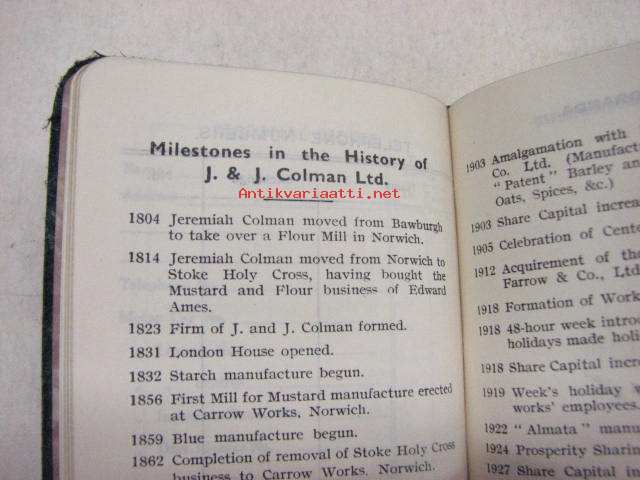 Milestones in the History of
J. & J. Colman Ltd.
Antikvariaatti.net
1804 Jeremiah Colman moved from Bawburgh
to take over a Flour Mill in Norwich.
1814 Jeremiah Colman moved from Norwich to
Stoke Holy Cross, having bought the
Mustard and Flour business of Edward
Ames.
1823 Firm of J. and J. Colman formed.
1831 London House opened.
1832 Starch manufacture begun.
1856 First Mill for Mustard manufacture erected
at Carrow Works, Norwich.
1859 Blue manufacture begun.
1862 Completion of removal of Stoke Holy Cross
business to Carrow Works, Norwich.
1903 Amalgamation with
Co. Ltd. (Manufact
"Patent" Barley and
Oats, Spices, &c.)
1903 Share Capital increa
1905 Celebration of Cente
1912 Acquirement of the
Farrow & Co., Ltd
1918 Formation of Work
1918 48-hour week introd
holidays made holi
1918 Share Capital incre
1919 Week's holiday w
works' employees.
1922 "Almata" manu
1924 Prosperity Sharin
1927 Share Capital in